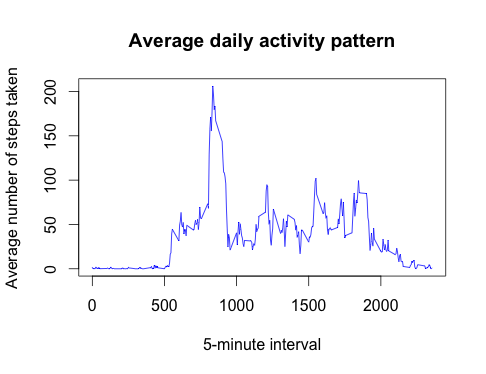 Average daily activity pattern
Average number of steps taken
200
150
100
50
0
0 500 1000 1500 2000
5-minute interval